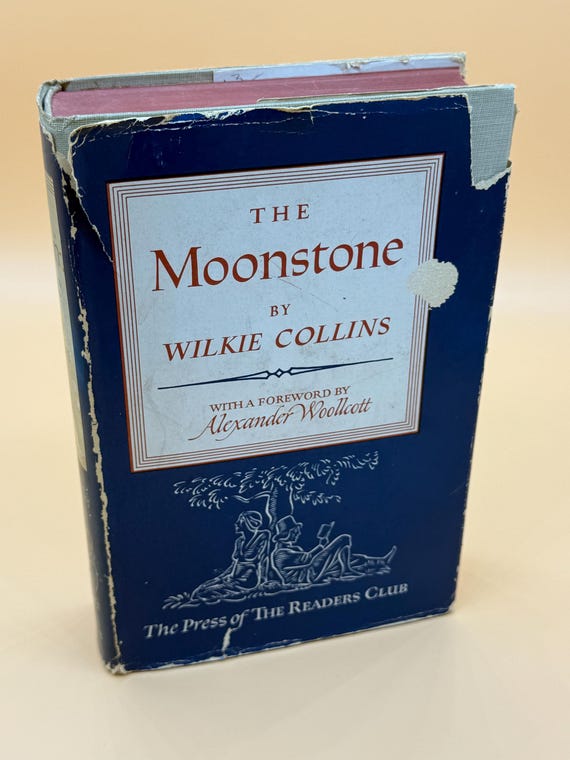 THE
Moonstone
BY
WILKIE COLLINS
WITH A FOREWORD BY
Alexander Woollcott
The Press of THE READERS CLUB